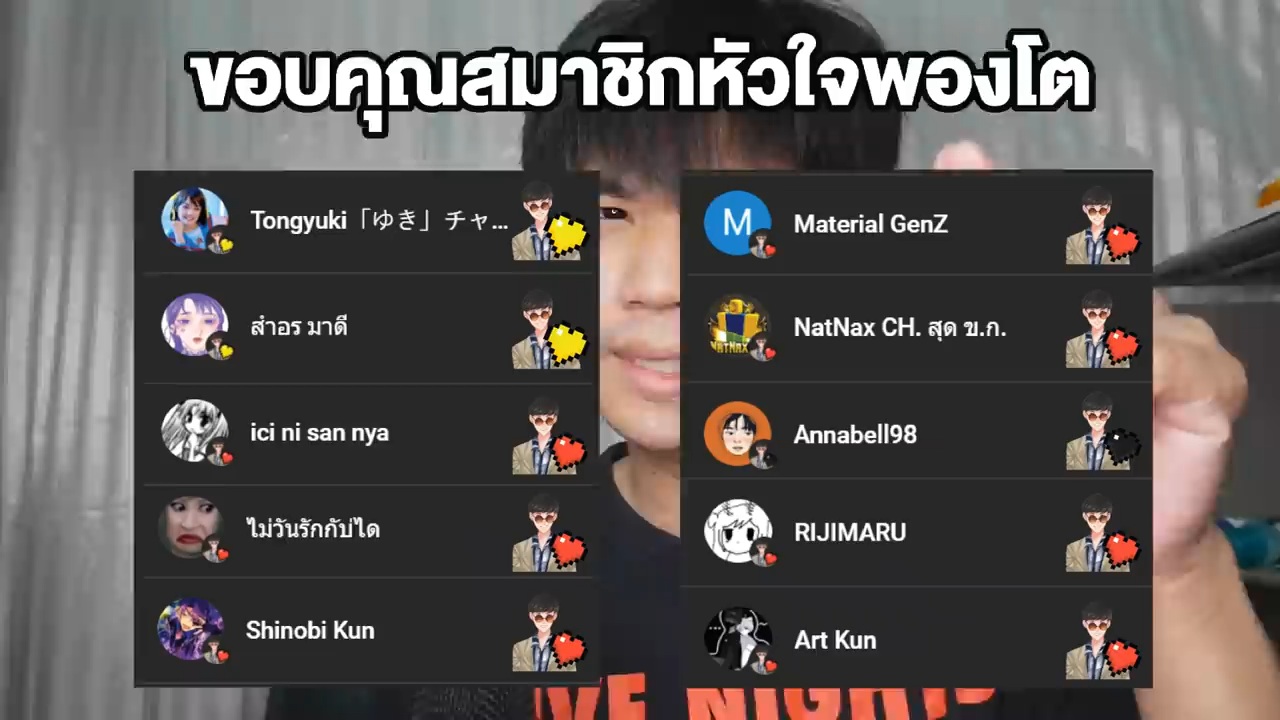 ขอบคุณสมาชิกหัวใจพองโต
Tongyuki「ゆき」チャ...
สำอร มาดี
ici ni san nya
ไม่วันรักกับ่ได
Shinobi Kun
M
Material GenZ
NATNAX
NatNax CH. สุด ข.ก.
Annabell98
RIJIMARU
Art Kun
VE NIGHTS